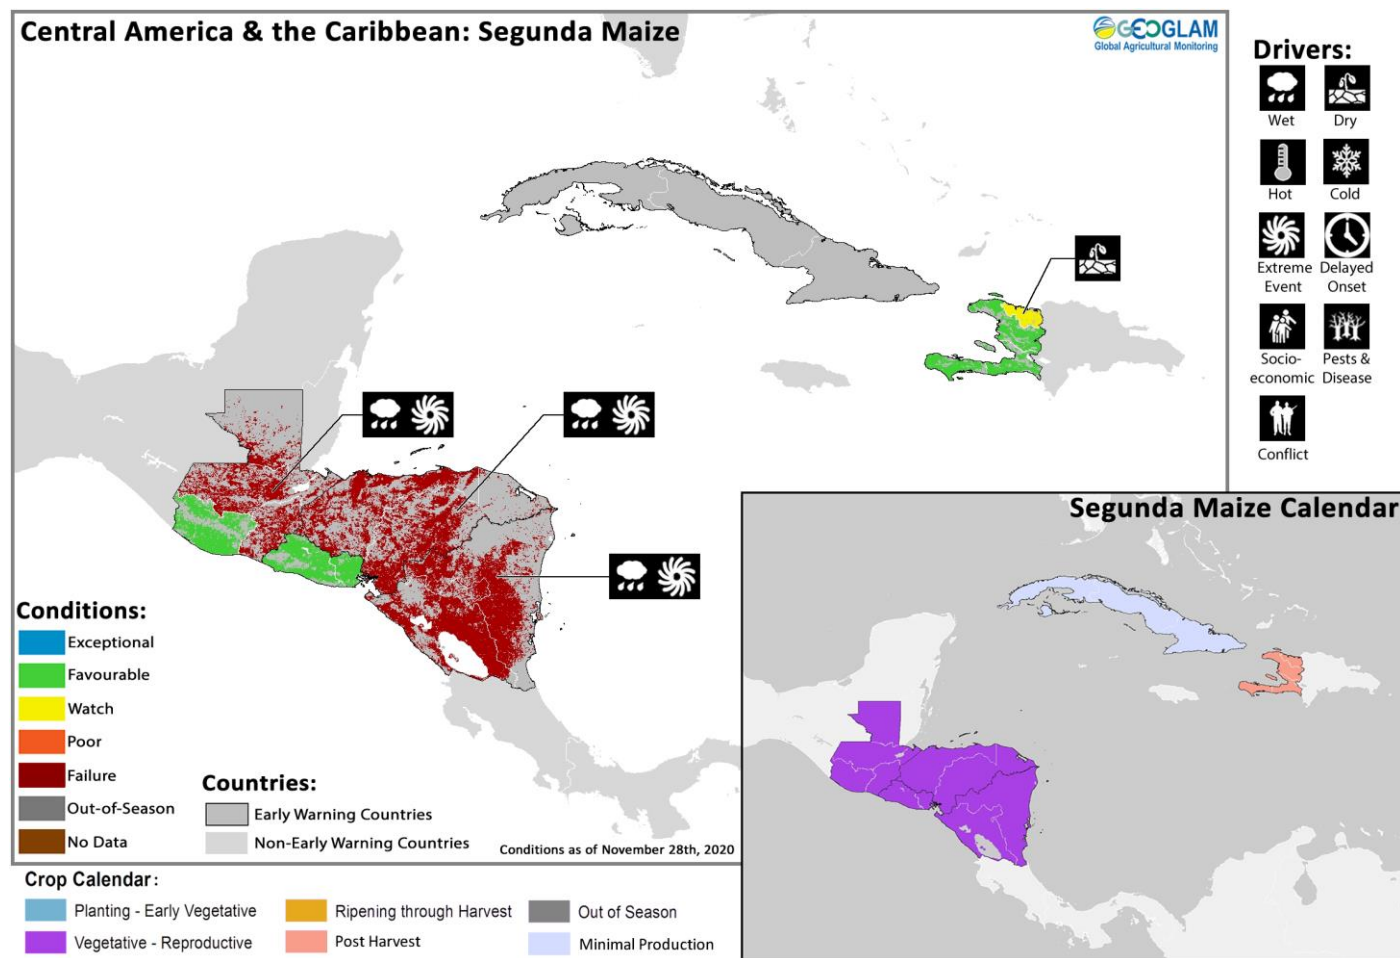 Central America & the Caribbean: Segunda Maize
GEOGLAM
Global Agricultural Monitoring
Drivers:
Wet
Dry
Hot
Cold
Extreme
Event
Delayed
Onset
Socio-
economic
Pests &
Disease
Conflict
Conditions:
Exceptional
Favourable
Watch
Poor
Failure
Out-of-Season
No Data
Countries:
Early Warning Countries
Non-Early Warning Countries
Conditions as of November 28th, 2020
Segunda Maize Calendar
Crop Calendar:
Planting - Early Vegetative
Vegetative - Reproductive
Ripening through Harvest
Post Harvest
Out of Season
Minimal Production